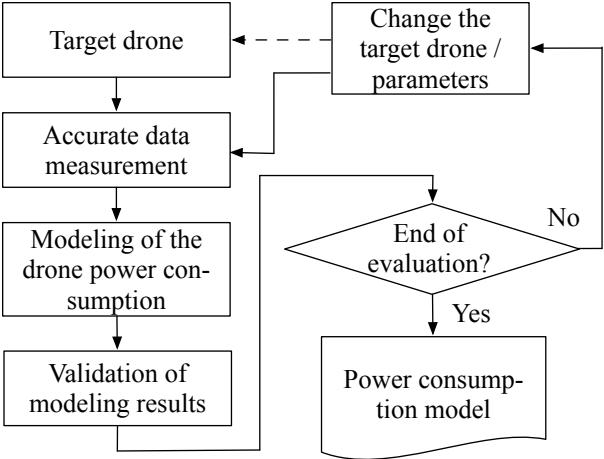 Target drone
Change the
target drone /
parameters
Accurate data
measurement
Modeling of the
drone power con-
sumption
Validation of
modeling results
End of
evaluation?
No
Yes
Power consump-
tion model